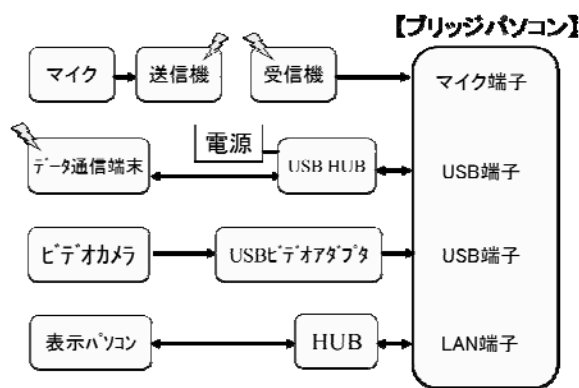 【ブリッジパソコン】
マイク
送信機
受信機
マイク端子
データ通信端末
電源
USB HUB
USB端子
ビデオカメラ
USBビデオアダプタ
USB端子
表示パソコン
HUB
LAN端子